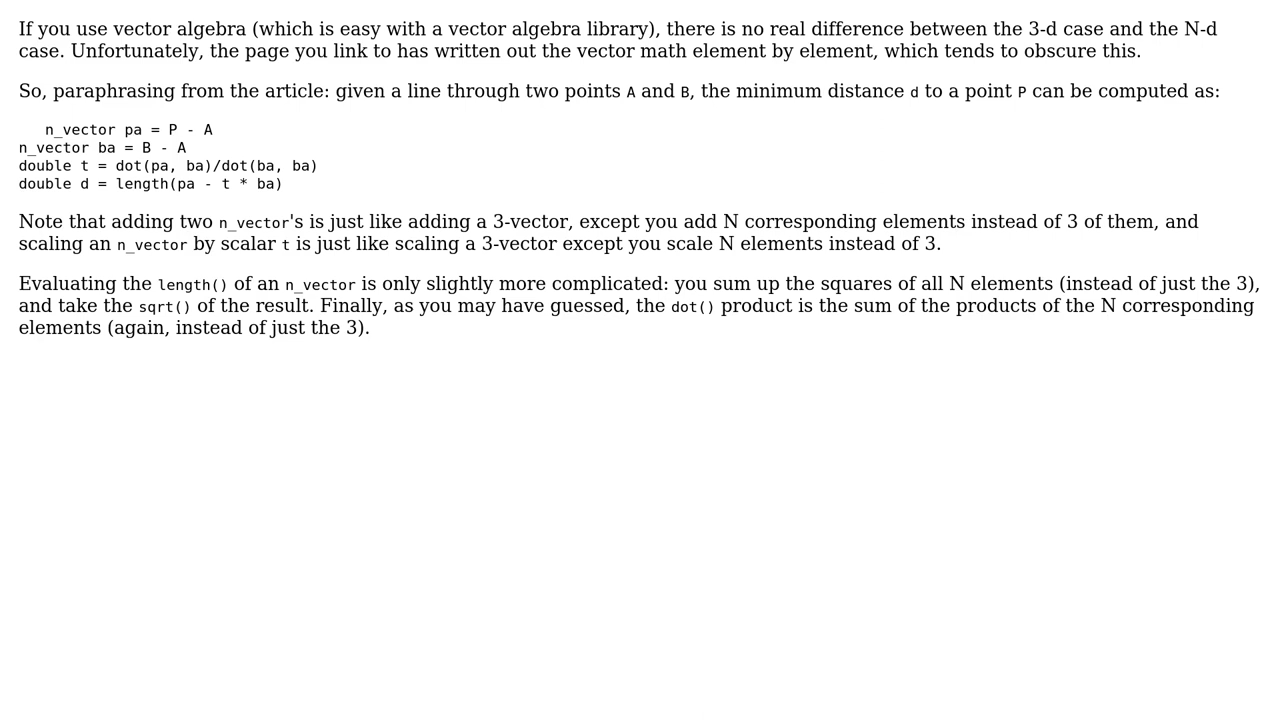 If you use vector algebra (which is easy with a vector algebra library), there is no real difference between the 3-d case and the N-d
case. Unfortunately, the page you link to has written out the vector math element by element, which tends to obscure this.
So, paraphrasing from the article: given a line through two points A and B, the minimum distance d to a point P can be computed as:
   n_vector pa = P - A
n_vector ba = B - A
double t = dot(pa, ba)/dot(ba, ba)
double d = length(pa - t * ba)
Note that adding two n_vector's is just like adding a 3-vector, except you add N corresponding elements instead of 3 of them, and
scaling an n_vector by scalar t is just like scaling a 3-vector except you scale N elements instead of 3.
Evaluating the length() of an n_vector is only slightly more complicated: you sum up the squares of all N elements (instead of just the 3),
and take the sqrt() of the result. Finally, as you may have guessed, the dot() product is the sum of the products of the N corresponding
elements (again, instead of just the 3).